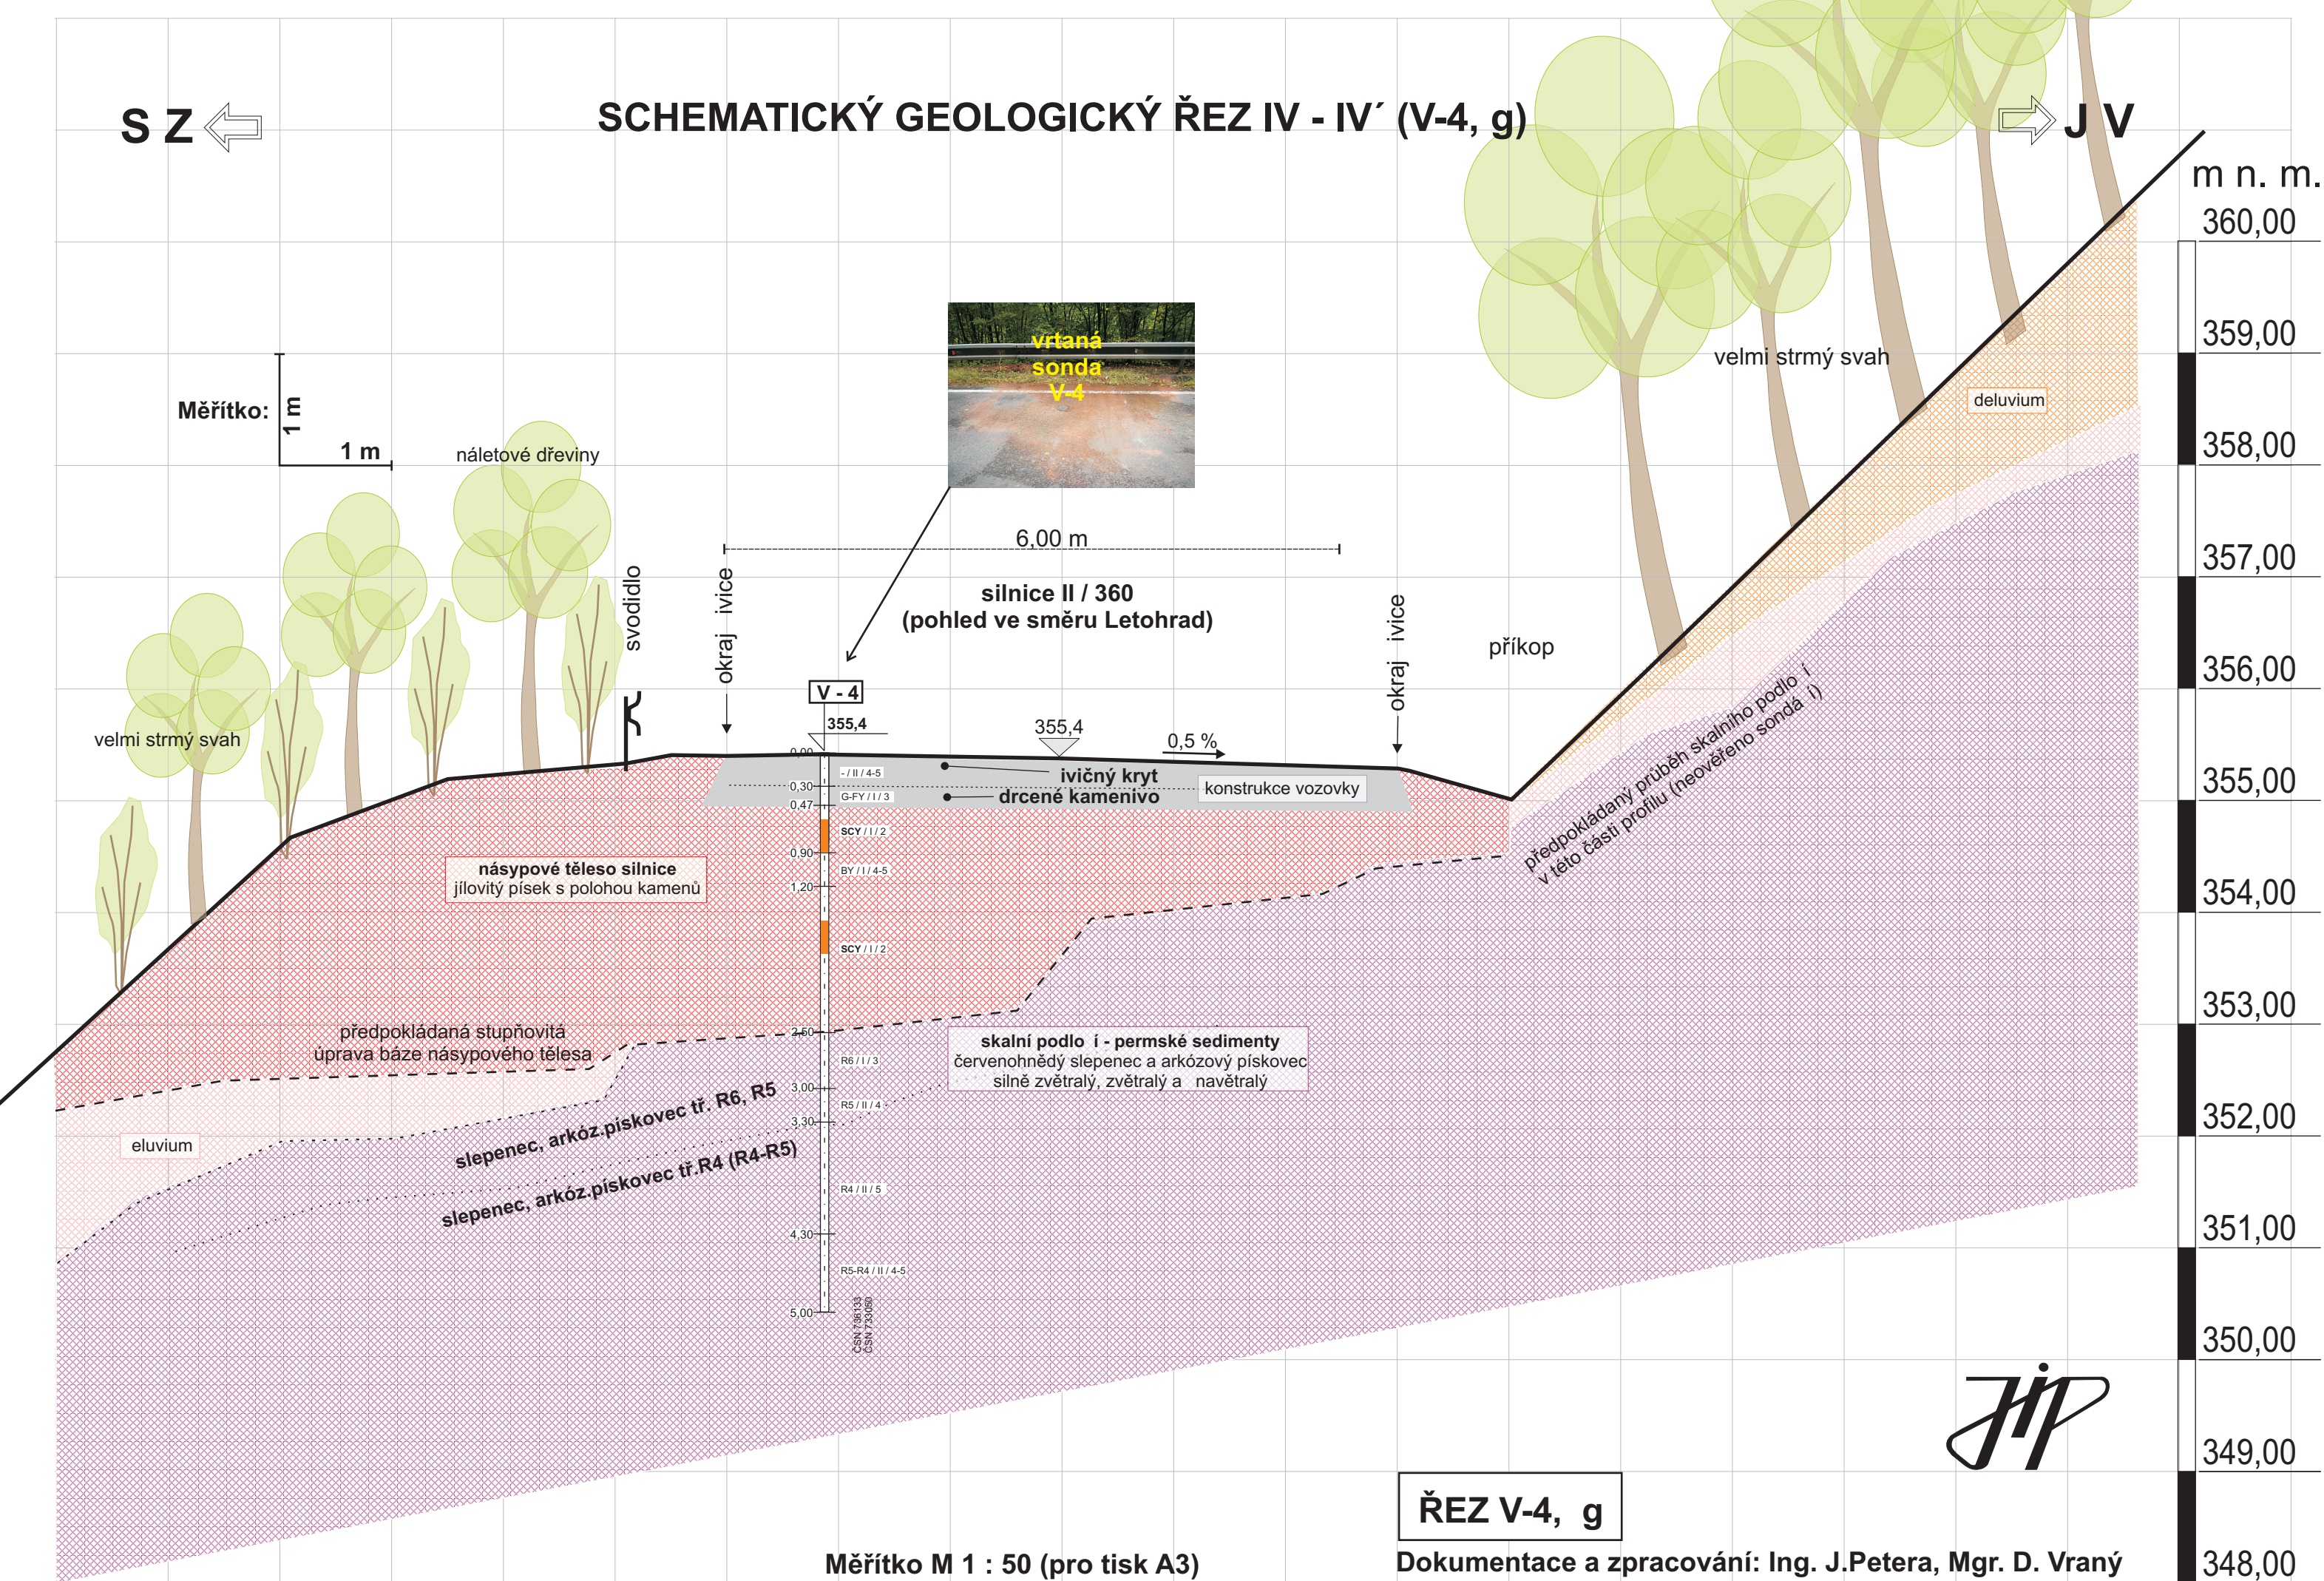 SCHEMATICKÝ GEOLOGICKÝ ŘEZ IV - IV´ (V-4, g)
S Z
J V
m n. m.
360,00
359,00
358,00
357,00
356,00
355,00
354,00
353,00
352,00
351,00
350,00
349,00
348,00
Měřítko:
1 m
1 m
náletové dřeviny
velmi strmý svah
svodidlo
okraj ivice
vrtaná
sonda
V-4
6,00 m
silnice II / 360
(pohled ve směru Letohrad)
okraj ivice
příkop
velmi strmý svah
deluvium
V - 4
355,4
355,4
0,5 %
0,00
0,30
0,47
0,90
1,20
2,50
3,00
3,30
4,30
5,00
- / II / 4-5
G-FY / I / 3
SCY / I / 2
BY / I / 4-5
SCY / I / 2
R6 / I / 3
R5 / II / 4
R4 / II / 5
R5-R4 / II / 4-5
ČSN 736133
ČSN 733050
ivičný kryt
drcené kamenivo
konstrukce vozovky
násypové těleso silnice
jílovitý písek s polohou kamenů
předpokládaný průběh skalního podlo í
v této části profilu (neověřeno sondá í)
předpokládaná stupňovitá
úprava báze násypového tělesa
skalní podlo í - permské sedimenty
červenohnědý slepenec a arkózový pískovec
silně zvětralý, zvětralý a navětralý
eluvium
slepenec, arkóz.pískovec tř. R6, R5
slepenec, arkóz.pískovec tř.R4 (R4-R5)
JIP
ŘEZ V-4, g
Měřítko M 1 : 50 (pro tisk A3)
Dokumentace a zpracování: Ing. J.Petera, Mgr. D. Vraný